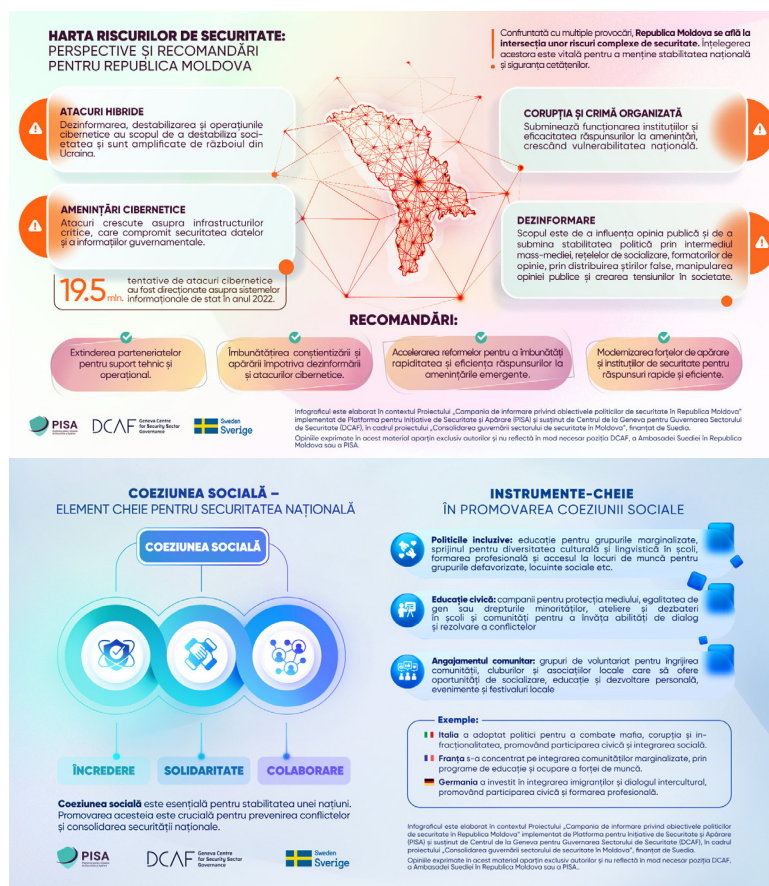 HARTA RISCURILOR DE SECURITATE:
PERSPECTIVE ȘI RECOMANDĂRI
PENTRU REPUBLICA MOLDOVA
Confruntată cu multiple provocări, Republica Moldova se află la
intersecția unor riscuri complexe de securitate. Înțelegerea
acestora este vitală pentru a menține stabilitatea națională
și siguranța cetățenilor.
ATACURI HIBRIDE
Dezinformarea, destabilizarea și operațiunile
cibernetice au scopul de a destabiliza soci-
etatea și sunt amplificate de războiul din
Ucraina.
CORUPȚIA ȘI CRIMĂ ORGANIZATĂ
Subminează funcționarea instituțiilor și
eficacitatea răspunsurilor la amenințări,
crescând vulnerabilitatea națională.
AMENINȚĂRI CIBERNETICE
Atacuri crescute asupra infrastructurilor
critice, care compromit securitatea datelor
și a informațiilor guvernamentale.
DEZINFORMARE
Scopul este de a influența opinia publică și de a
submina stabilitatea politică prin intermediul
mass-mediei, rețelelor de socializare, formatorilor de
opinie, prin distribuirea știrilor false, manipularea
opiniei publice și crearea tensiunilor în societate.
19.5 mln.
tentative de atacuri cibernetice
au fost direcționate asupra sistemelor
informaționale de stat în anul 2022.
RECOMANDĂRI:
Extinderea parteneriatelor
pentru suport tehnic și
operațional.
Îmbunătățirea conștientizării și
apărării împotriva dezinformării
și atacurilor cibernetice.
Accelerarea reformelor pentru a îmbunătăți
rapiditatea și eficiența răspunsurilor la
amenințările emergente.
Modernizarea forțelor de apărare
și instituțiilor de securitate pentru
răspunsuri rapide și eficiente.
PISA
DCAF
Geneva Centre
for Security Sector
Governance
Sweden
Sverige
Infograficul este elaborat în contextul Proiectului „Campania de informare privind obiectivele politicilor de securitate în Republica Moldova”
implementat de Platforma pentru Inițiative de Securitate și Apărare (PISA) și susținut de Centrul de la Geneva pentru Guvernarea Sectorului
de Securitate (DCAF), în cadrul proiectului „Consolidarea guvernării sectorului de securitate în Moldova”, finanțat de Suedia.
Opiniile exprimate în acest material aparțin exclusiv autorilor și nu reflectă în mod necesar poziția DCAF, a Ambasadei Suediei în Republica
Moldova sau a PISA.
COEZIUNEA SOCIALĂ –
ELEMENT CHEIE PENTRU SECURITATEA NAȚIONALĂ
COEZIUNEA SOCIALĂ
ÎNCREDERE
SOLIDARITATE
COLABORARE
Coeziunea socială este esențială pentru stabilitatea unei națiuni.
Promovarea acesteia este crucială pentru prevenirea conflictelor
și consolidarea securității naționale.
PISA
DCAF
Geneva Centre
for Security Sector
Governance
Sweden
Sverige
INSTRUMENTE-CHEIE
ÎN PROMOVAREA COEZIUNII SOCIALE
Politicile incluzive: educație pentru grupurile marginalizate,
sprijinul pentru diversitatea culturală și lingvistică în școli,
formarea profesională și accesul la locuri de muncă pentru
grupurile defavorizate, locuințe sociale etc.
Educație civică: campanii pentru protecția mediului, egalitatea de
gen sau drepturile minorităților, ateliere și dezbateri
în școli și comunități pentru a învăța abilități de dialog
și rezolvare a conflictelor
Angajamentul comunitar: grupuri de voluntariat pentru îngrijirea
comunității, cluburilor și asociațiilor locale care să ofere
oportunități de socializare, educație și dezvoltare personală,
evenimente și festivaluri locale
Exemple:
Italia a adoptat politici pentru a combate mafia, corupția și in-
fracționalitatea, promovând participarea civică și integrarea socială.
Franța s-a concentrat pe integrarea comunităților marginalizate, prin
programe de educație și ocupare a forței de muncă.
Germania a investit în integrarea imigranților și dialogul intercultural,
promovând participarea civică și formarea profesională.
Infograficul este elaborat în contextul Proiectului „Campania de informare privind obiectivele politicilor
de securitate în Republica Moldova” implementat de Platforma pentru Inițiative de Securitate și Apărare
(PISA) și susținut de Centrul de la Geneva pentru Guvernarea Sectorului de Securitate (DCAF), în cadrul
proiectului „Consolidarea guvernării sectorului de securitate în Moldova”, finanțat de Suedia.
Opiniile exprimate în acest material aparțin exclusiv autorilor și nu reflectă în mod necesar poziția DCAF,
a Ambasadei Suediei în Republica Moldova sau a PISA..